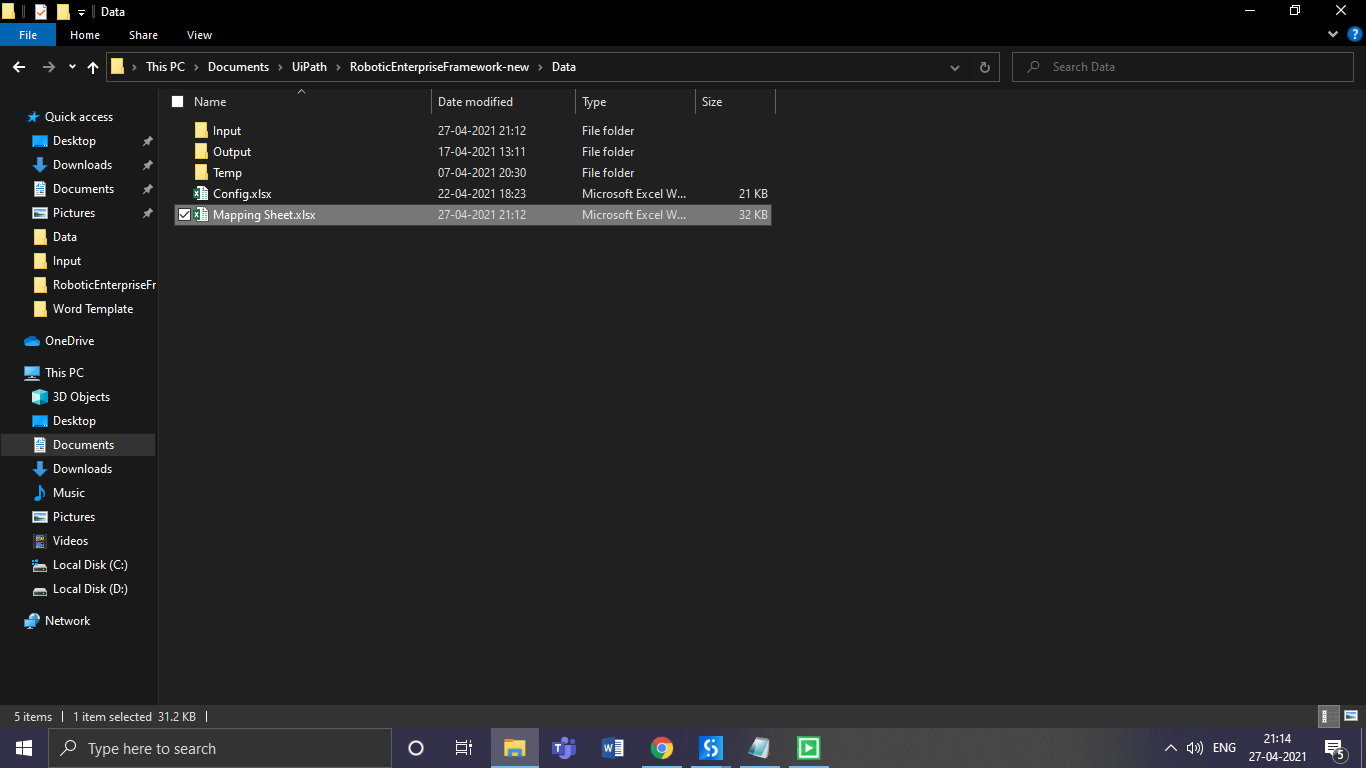 Data
File Home Share View
This PC Documents UiPath RoboticEnterpriseFramework-new Data
Search Data
Name Date modified Type Size
Input 27-04-2021 21:12 File folder
Output 17-04-2021 13:11 File folder
Temp 07-04-2021 20:30 File folder
Config.xlsx 22-04-2021 18:23 Microsoft Excel W... 21 KB
Mapping Sheet.xlsx 27-04-2021 21:12 Microsoft Excel W... 32 KB
Quick access
Desktop
Downloads
Documents
Pictures
Data
Input
RoboticEnterpriseFr
Word Template
OneDrive
This PC
3D Objects
Desktop
Documents
Downloads
Music
Pictures
Videos
Local Disk (C:)
Local Disk (D:)
Network
5 items 1 item selected 31.2 KB
Type here to search
ENG
21:14
27-04-2021
5